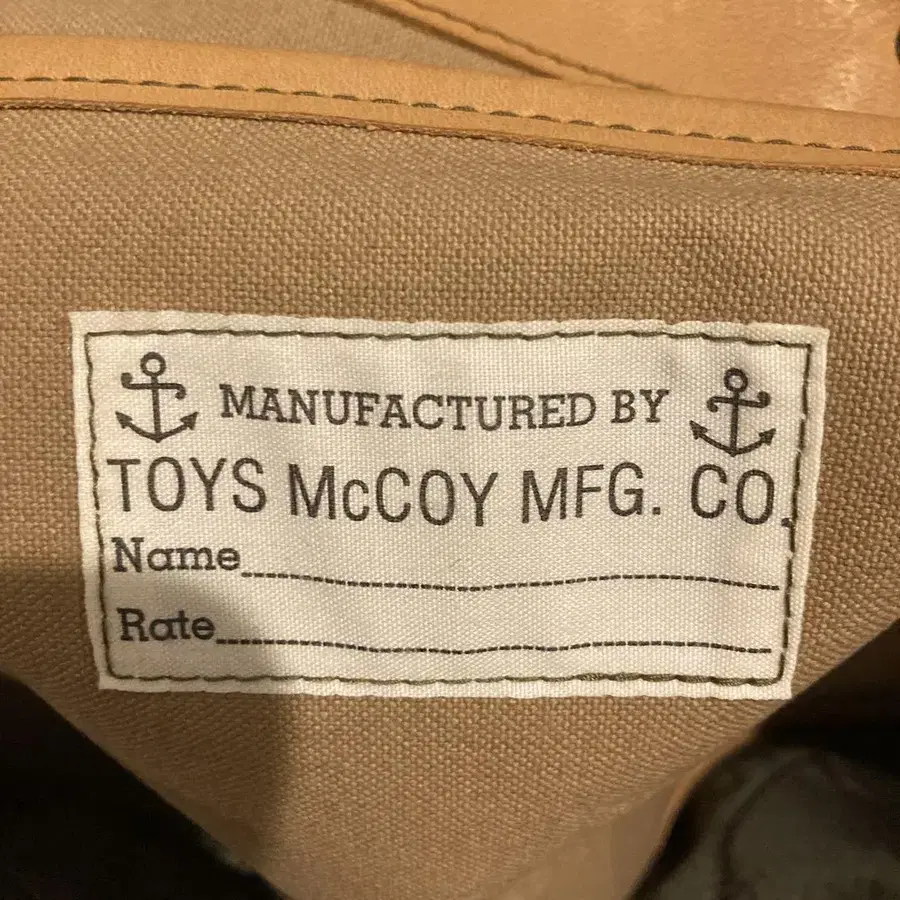 MANUFACTURED BY
TOYS McCOY MFG. CO.
Name
Rate